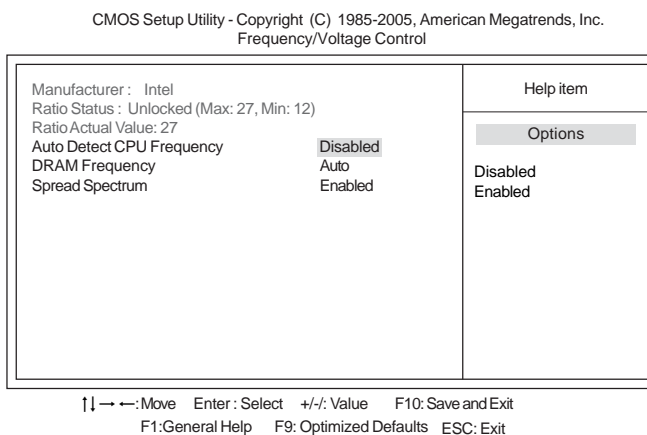 CMOS Setup Utility - Copyright (C) 1985-2005, American Megatrends, Inc.
Frequency/Voltage Control
Manufacturer : Intel
Ratio Status : Unlocked (Max: 27, Min: 12)
Ratio Actual Value: 27
Auto Detect CPU Frequency Disabled
DRAM Frequency Auto
Spread Spectrum Enabled
Help item
Options
Disabled
Enabled
↑↓→←:Move Enter : Select +/-/: Value F10: Save and Exit
F1:General Help F9: Optimized Defaults ESC: Exit